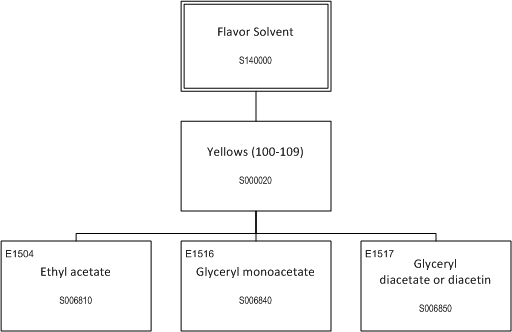 Flavor Solvent
S140000
Yellows (100-109)
S000020
E1504
Ethyl acetate
S006810
E1516
Glyceryl monoacetate
S006840
E1517
Glyceryl
diacetate or diacetin
S006850